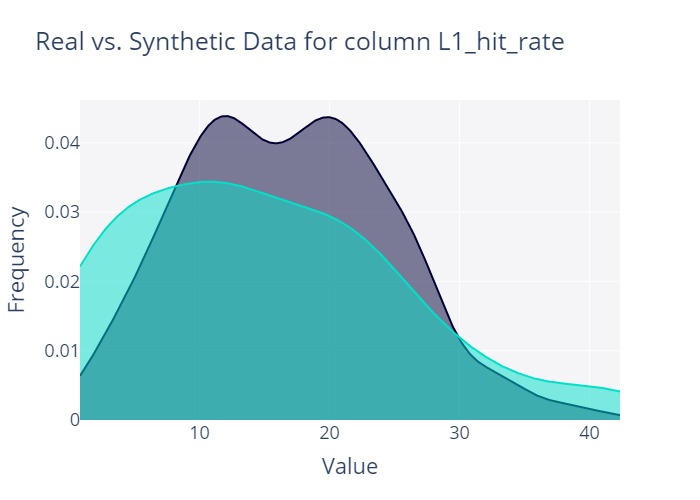 Real vs. Synthetic Data for column L1_hit_rate
Frequency
0.04
0.03
0.02
0.01
0
10 20 30 40
Value